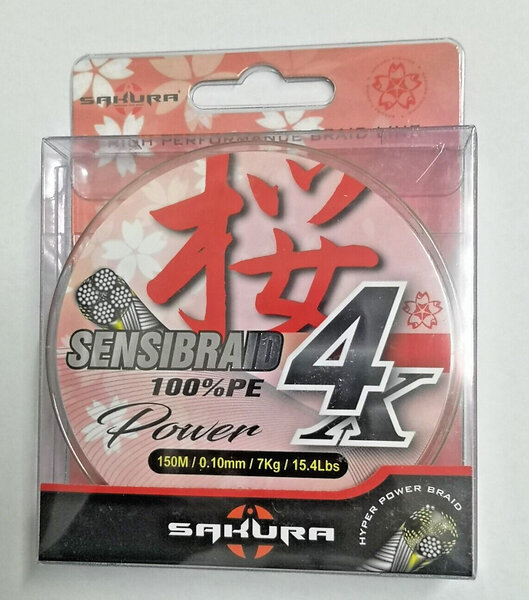 SAKURA
HIGH PERFORMANCE BRAID LINE
桜
SENSIBRAID
4X
100%PE
Power
150M / 0.10mm / 7Kg / 15.4Lbs
SAKURA
HYPER POWER BRAID